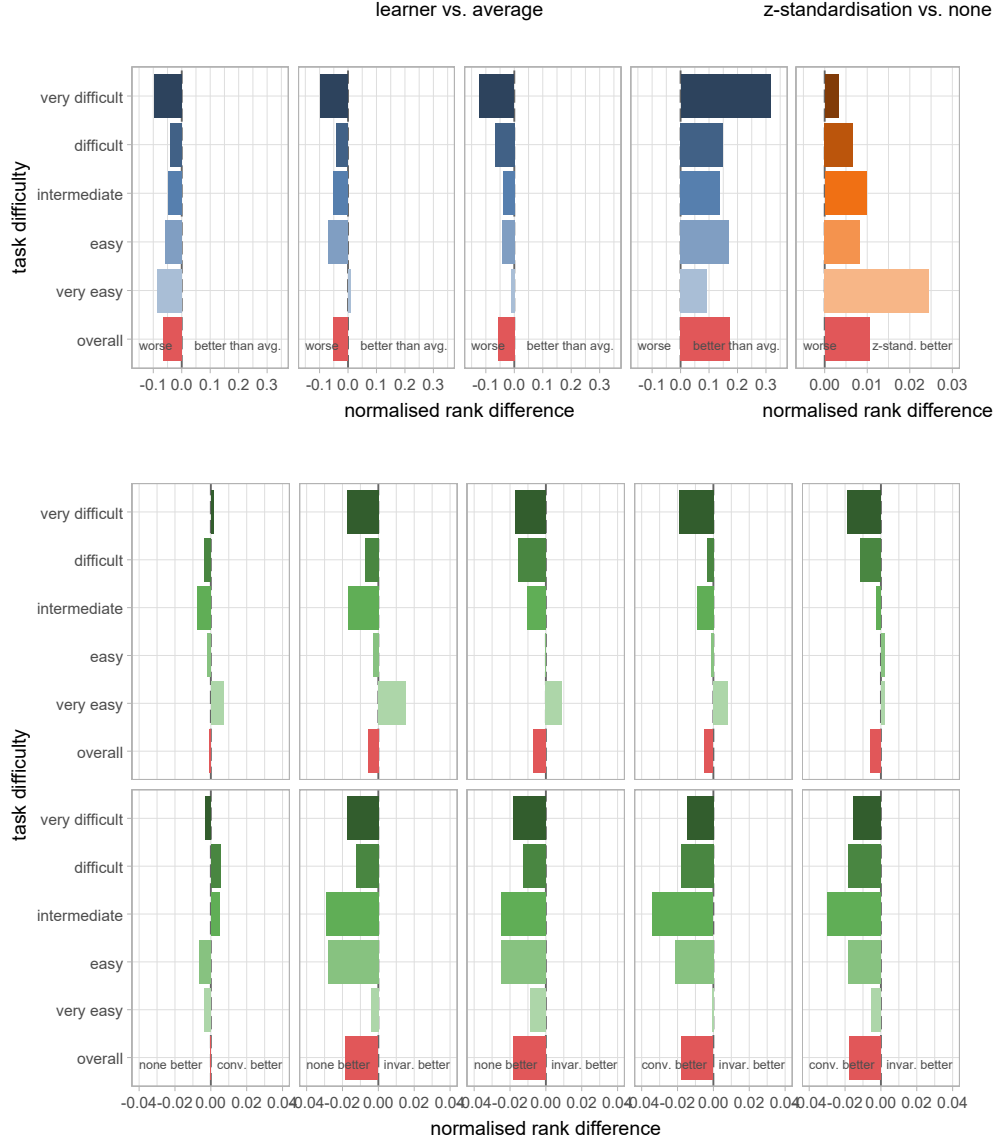 learner vs. average
z-standardisation vs. none
task difficulty
very difficult
difficult
intermediate
easy
very easy
overall
worse better than avg.
worse better than avg.
worse better than avg.
worse better than avg.
worse z-stand. better
-0.1 0.0 0.1 0.3
-0.1 0.0 0.1 0.3
-0.1 0.0 0.1 0.3
-0.1 0.0 0.1 0.3
0.00 0.01 0.02 0.03
normalised rank difference
normalised rank difference
task difficulty
very difficult
difficult
intermediate
easy
very easy
overall
very difficult
difficult
intermediate
easy
very easy
overall
none better conv. better
none better invar. better
none better invar. better
conv. better invar. better
conv. better invar. better
-0.04 -0.02 0.00 0.02 0.04
-0.04 -0.02 0.00 0.02 0.04
-0.04 -0.02 0.00 0.02 0.04
-0.04 -0.02 0.00 0.02 0.04
-0.04 -0.02 0.00 0.02 0.04
normalised rank difference